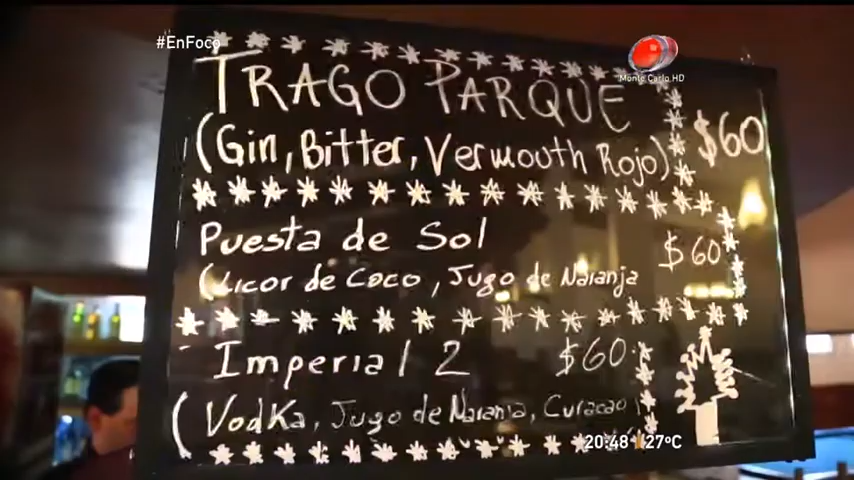 #EnFoco
Monte Carlo HD
TRAGO PARQUE
(Gin, Bitter, Vermouth Rojo) $60
PUESTA de Sol
(Licor de Coco, Jugo de Naranja $60
Imperial 2 $60
(Vodka, Jugo de Naranja, Curacao
20:48 27ºC